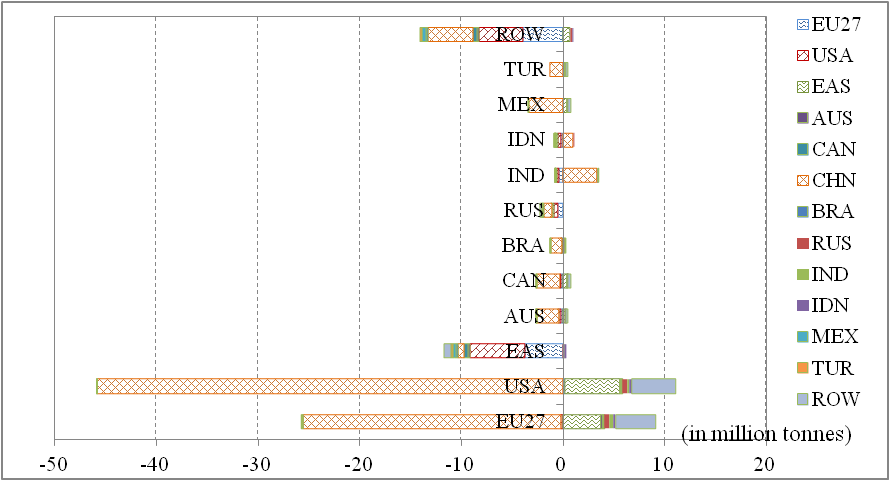 ROW
TUR
MEX
IDN
IND
RUS
BRA
CAN
AUS
EAS
USA
EU27
(in million tonnes)
-50 -40 -30 -20 -10 0 10 20
EU27
USA
EAS
AUS
CAN
CHN
BRA
RUS
IND
IDN
MEX
TUR
ROW